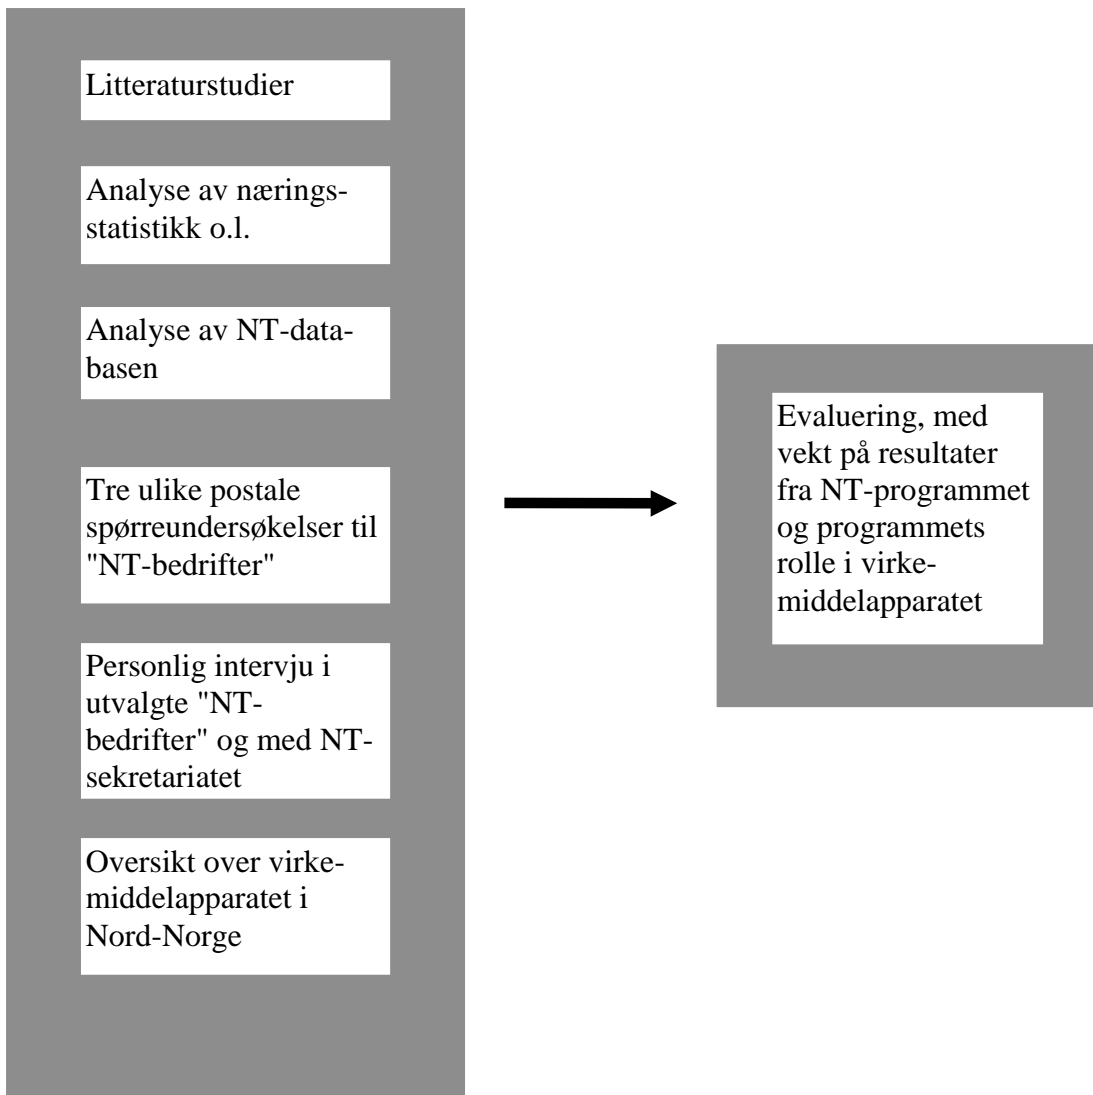 Litteraturstudier
Analyse av nærings-
statistikk o.l.
Analyse av NT-data-
basen
Tre ulike postale
spørreundersøkelser til
"NT-bedrifter"
Personlig intervju i
utvalgte "NT-
bedrifter" og med NT-
sekretariatet
Oversikt over virke-
middelapparatet i
Nord-Norge
Evaluering, med
vekt på resultater
fra NT-programmet
og programmets
rolle i virke-
middelapparatet